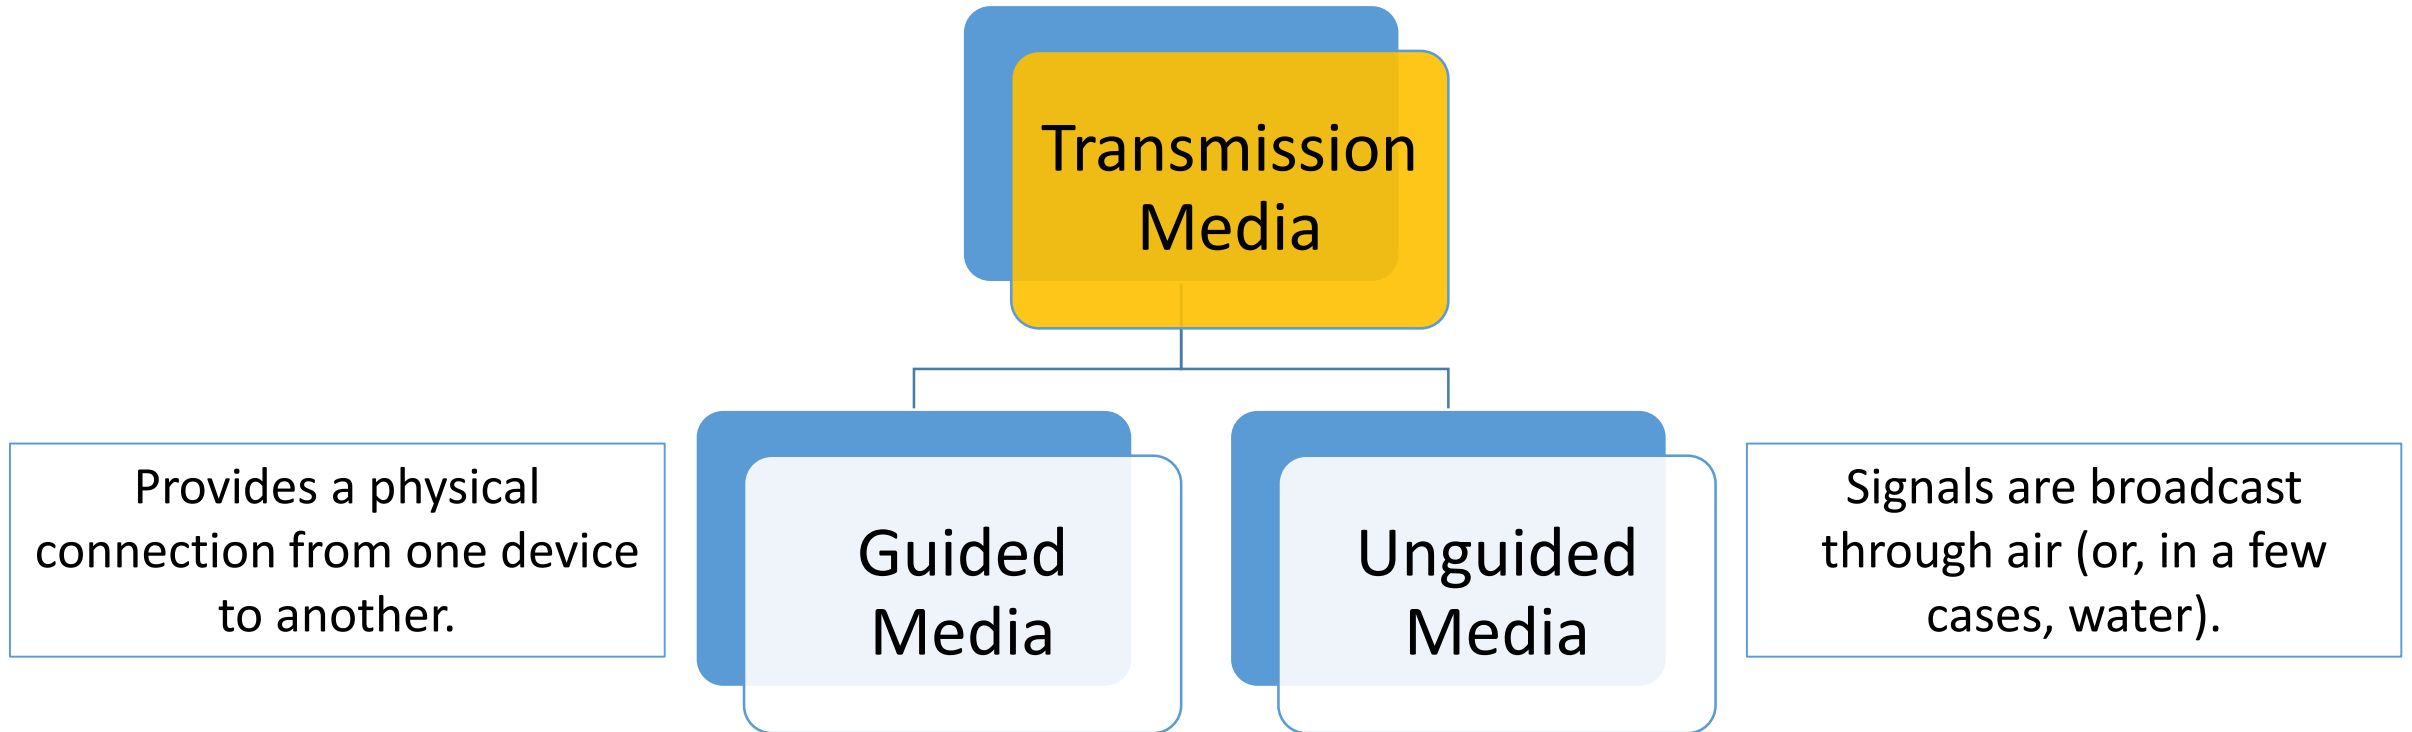 Transmission
Media
Provides a physical
connection from one device
to another.
Guided
Media
Unguided
Media
Signals are broadcast
through air (or, in a few
cases, water).